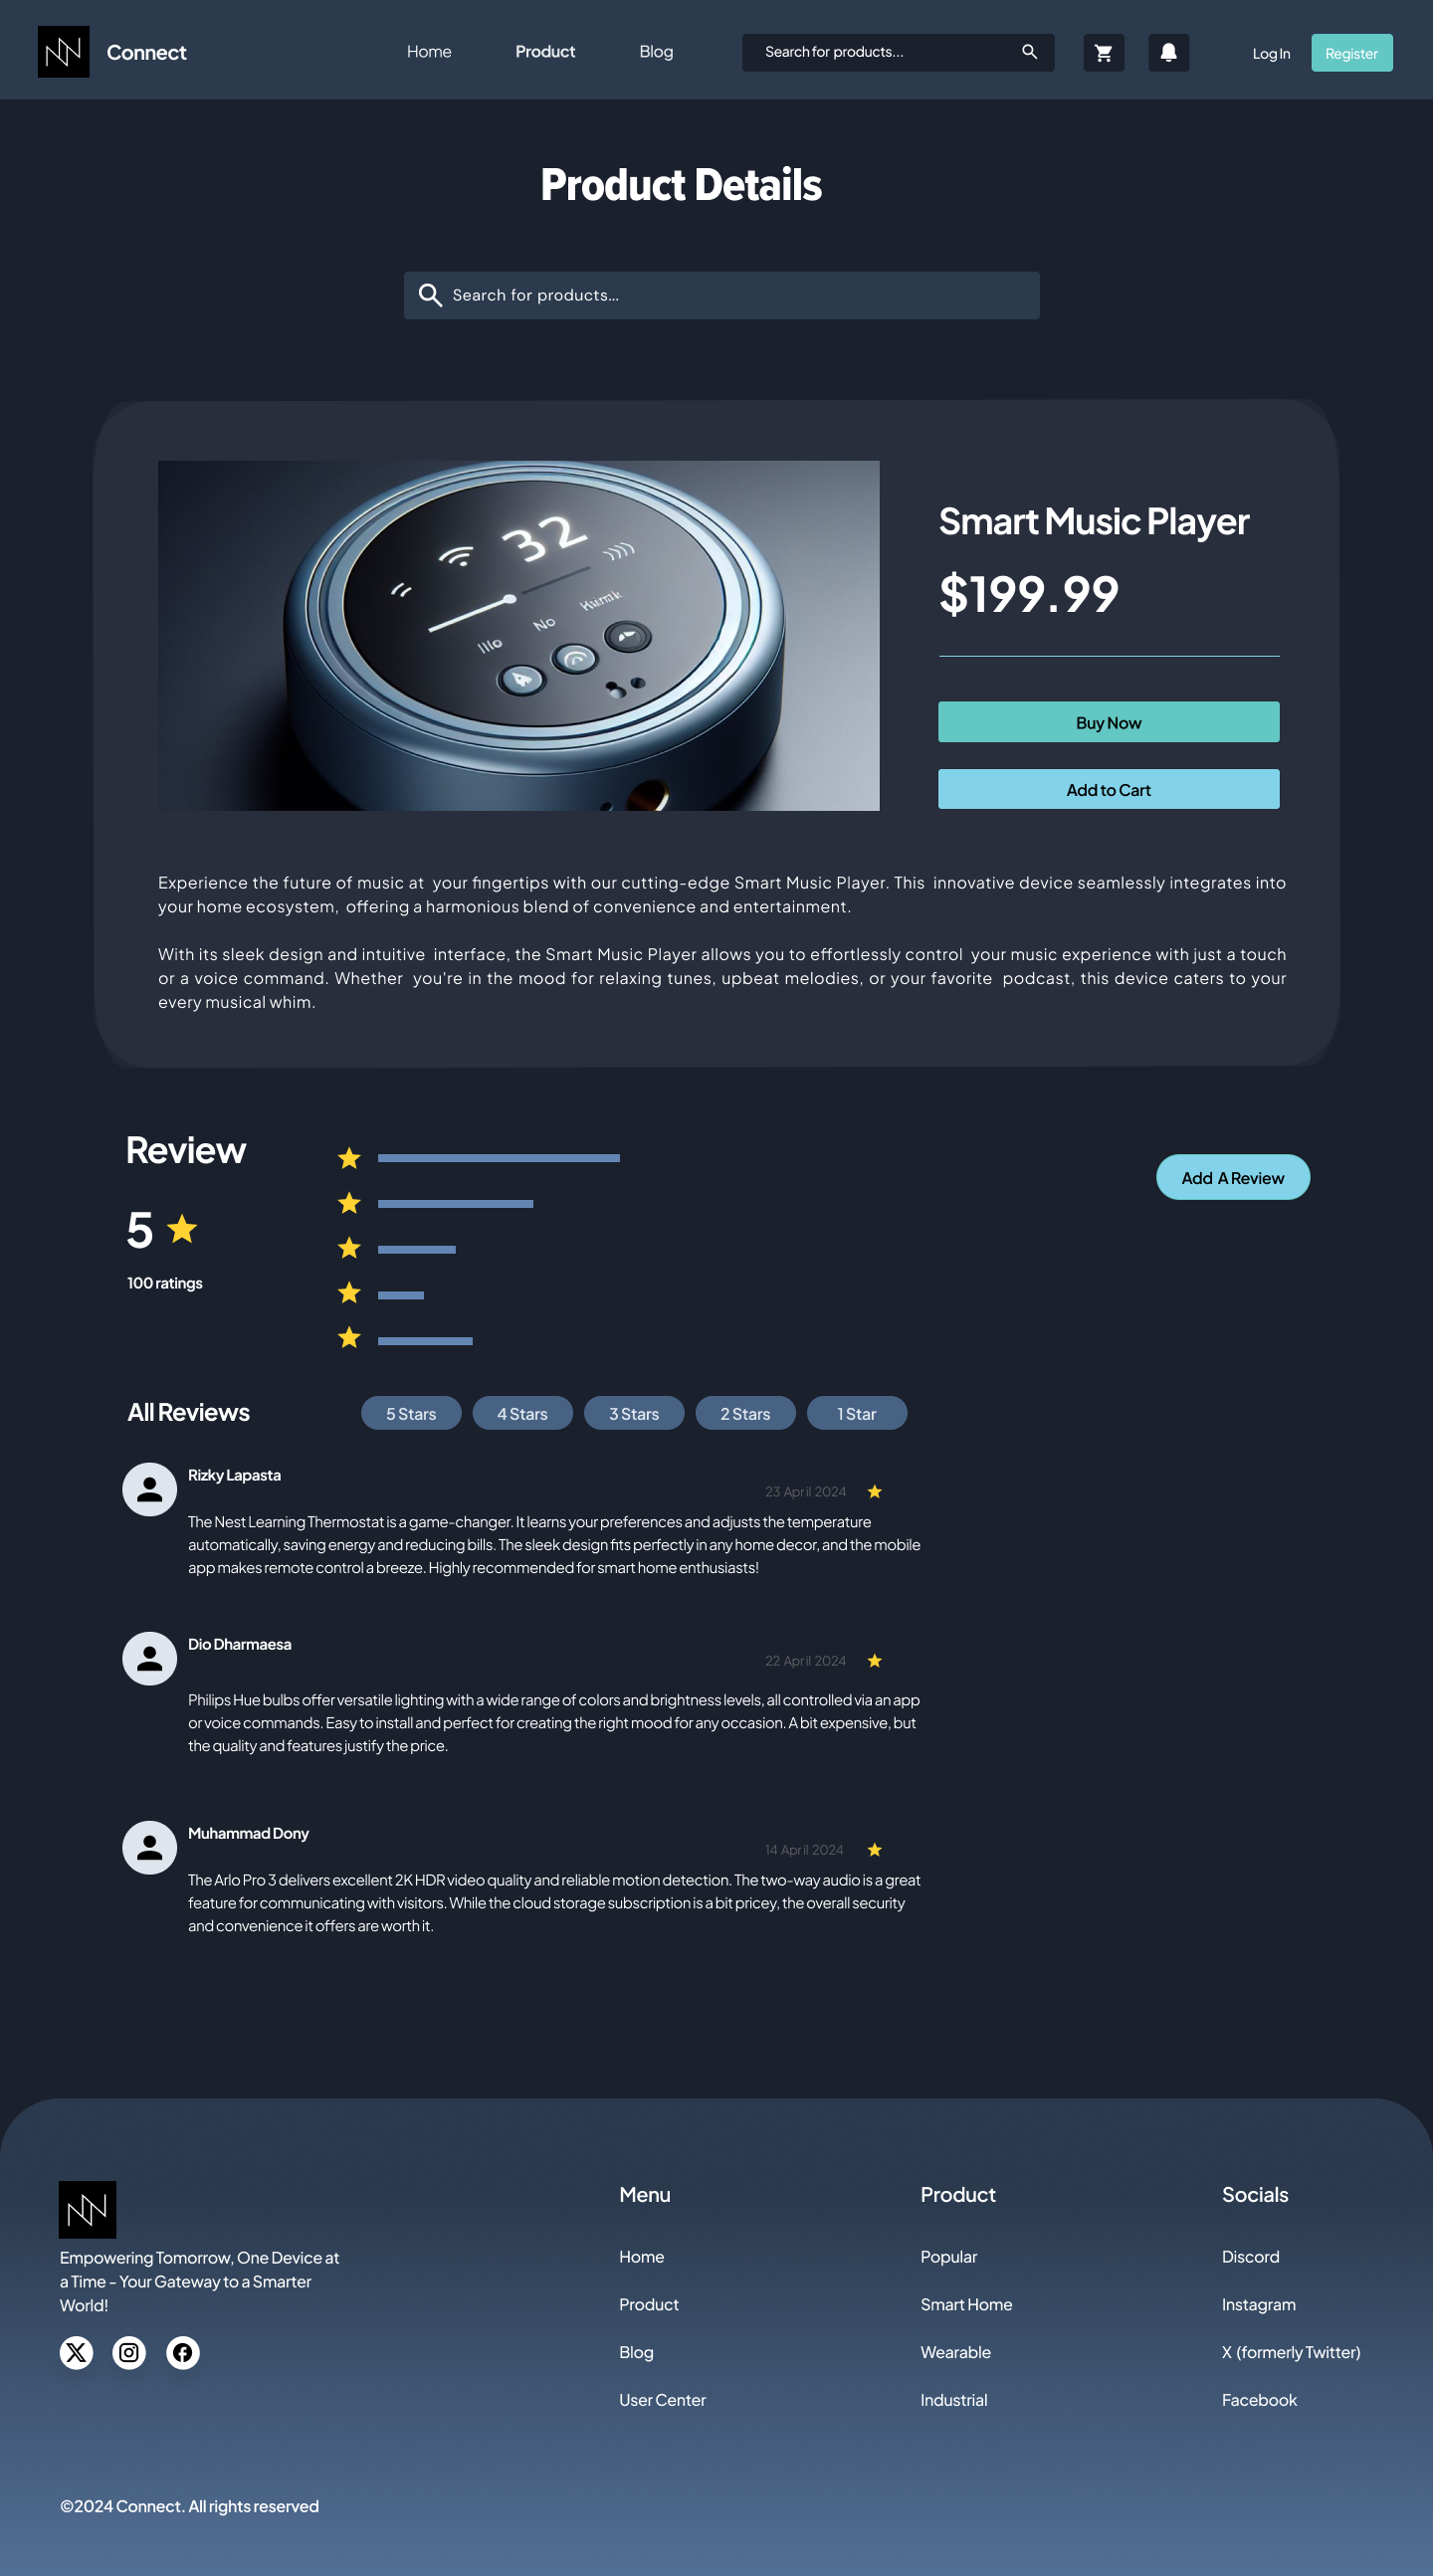 Connect
Home
Product
Blog
Search for products...
Log In
Register
Product Details
Search for products...
32
Illo
No
Smart Music Player
$199.99
Buy Now
Add to Cart
Experience the future of music at your fingertips with our cutting-edge Smart Music Player. This innovative device seamlessly integrates into
your home ecosystem, offering a harmonious blend of convenience and entertainment.
With its sleek design and intuitive interface, the Smart Music Player allows you to effortlessly control your music experience with just a touch
or a voice command. Whether you're in the mood for relaxing tunes, upbeat melodies, or your favorite podcast, this device caters to your
every musical whim.
Review
Add A Review
5
100 ratings
All Reviews
5 Stars
4 Stars
3 Stars
2 Stars
1 Star
Rizky Lapasta
23 April 2024
The Nest Learning Thermostat is a game-changer. It learns your preferences and adjusts the temperature
automatically, saving energy and reducing bills. The sleek design fits perfectly in any home decor, and the mobile
app makes remote control a breeze. Highly recommended for smart home enthusiasts!
Dio Dharmaesa
22 April 2024
Philips Hue bulbs offer versatile lighting with a wide range of colors and brightness levels, all controlled via an app
or voice commands. Easy to install and perfect for creating the right mood for any occasion. A bit expensive, but
the quality and features justify the price.
Muhammad Dony
14 April 2024
The Arlo Pro 3 delivers excellent 2K HDR video quality and reliable motion detection. The two-way audio is a great
feature for communicating with visitors. While the cloud storage subscription is a bit pricey, the overall security
and convenience it offers are worth it.
Empowering Tomorrow, One Device at
a Time - Your Gateway to a Smarter
World!
Menu
Home
Product
Blog
User Center
Product
Popular
Smart Home
Wearable
Industrial
Socials
Discord
Instagram
X (formerly Twitter)
Facebook
©2024 Connect. All rights reserved